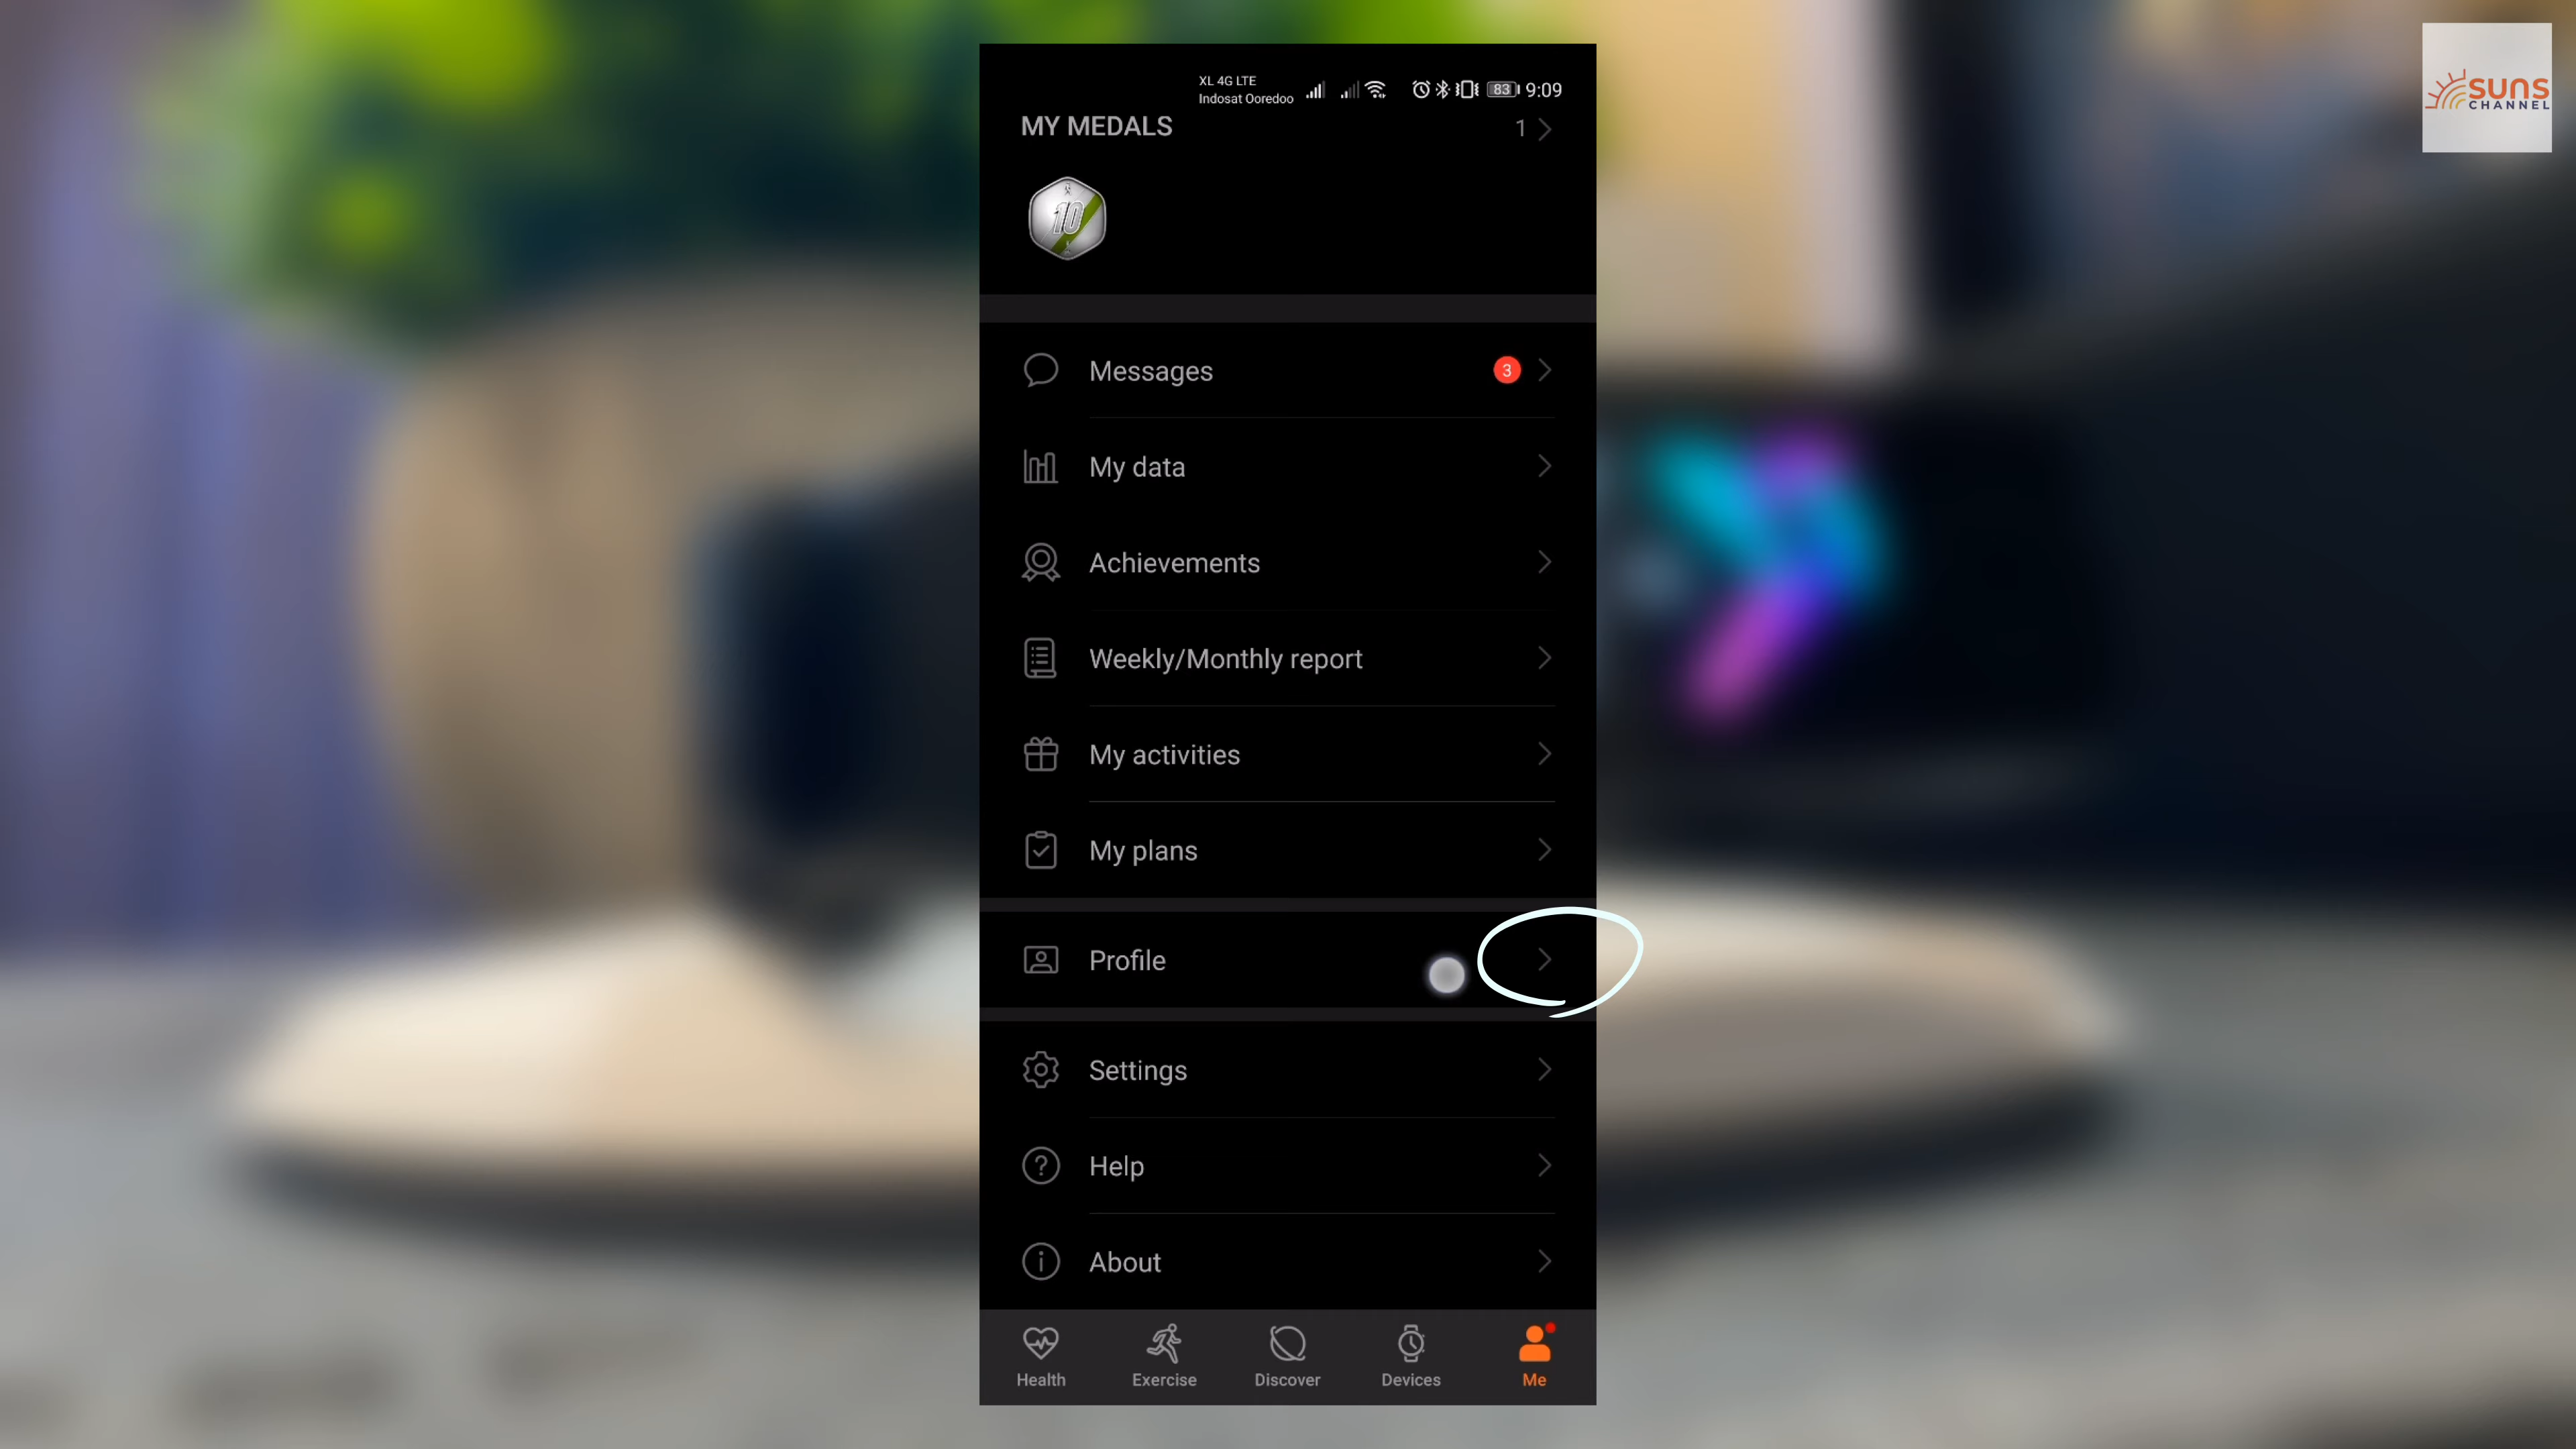 suns
CHANNEL
XL 4G LTE
Indosat Ooredoo
83 9:09
MY MEDALS 1
10
Messages 3
My data
Achievements
Weekly/Monthly report
My activities
My plans
Profile
Settings
Help
About
Health Exercise Discover Devices Me